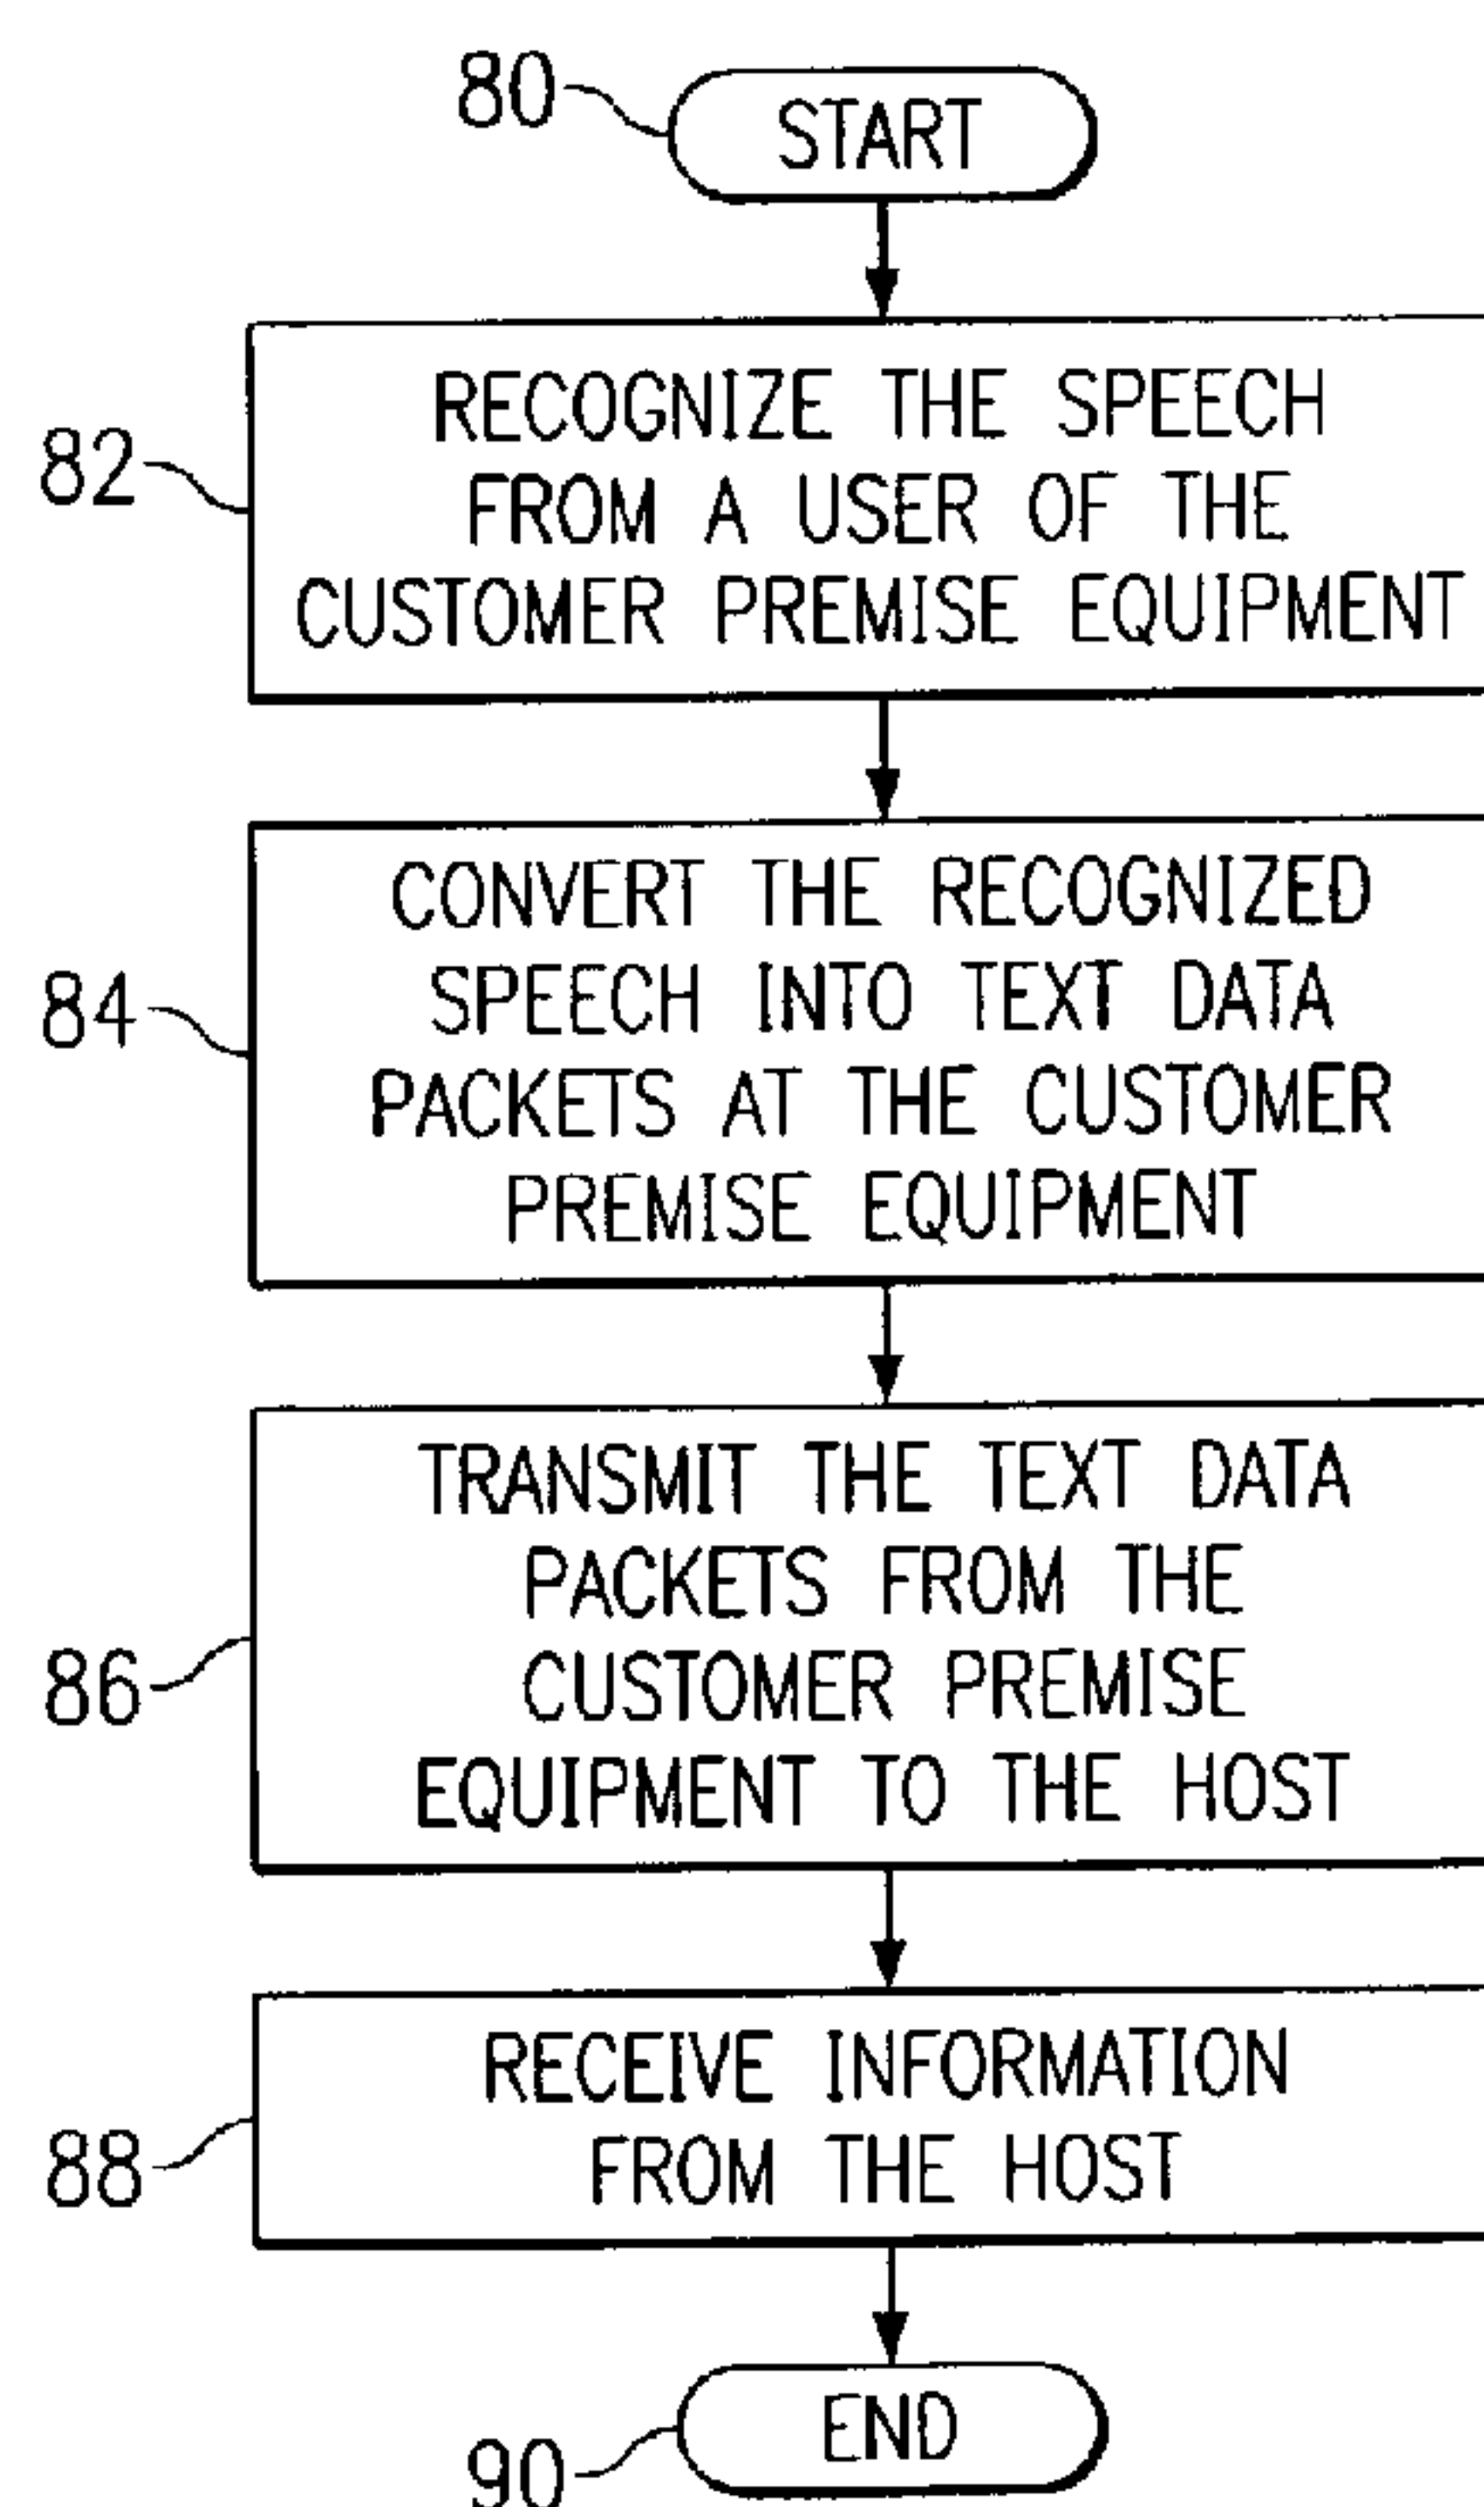 80
START
82
RECOGNIZE THE SPEECH
FROM A USER OF THE
CUSTOMER PREMISE EQUIPMENT
84
CONVERT THE RECOGNIZED
SPEECH INTO TEXT DATA
PACKETS AT THE CUSTOMER
PREMISE EQUIPMENT
86
TRANSMIT THE TEXT DATA
PACKETS FROM THE
CUSTOMER PREMISE
EQUIPMENT TO THE HOST
88
RECEIVE INFORMATION
FROM THE HOST
90
END